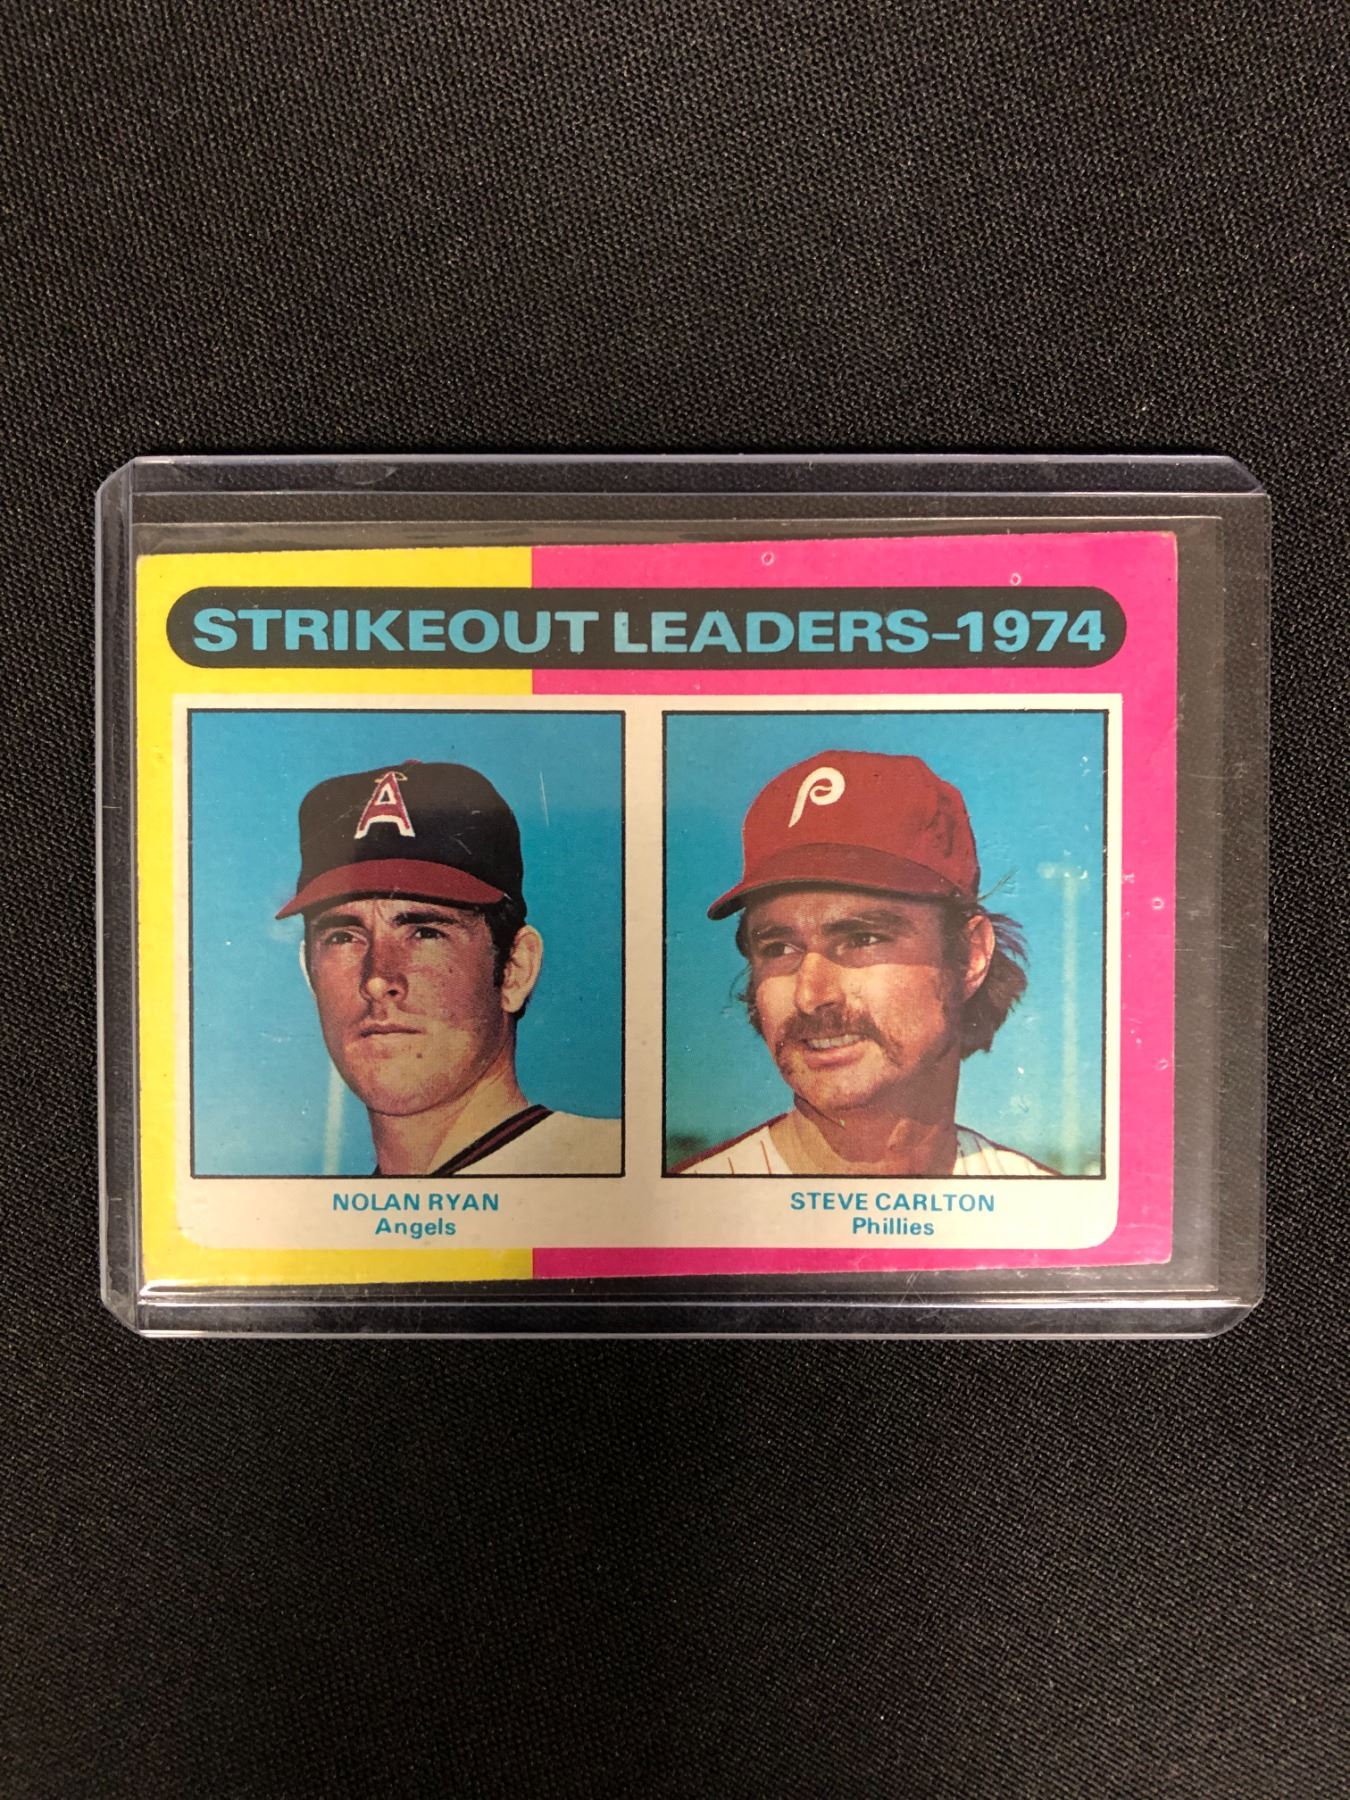 STRIKEOUT LEADERS–1974
A
P
NOLAN RYAN
Angels
STEVE CARLTON
Phillies